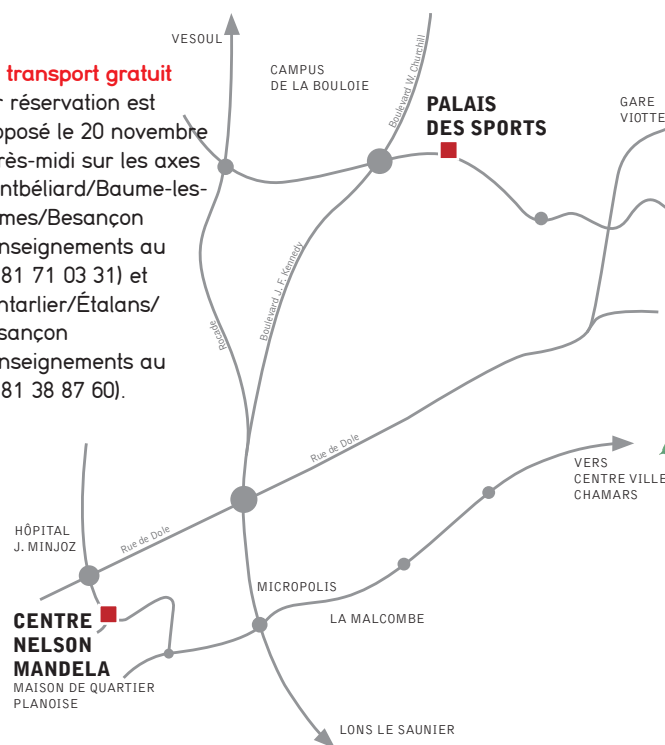 transport gratuit
r réservation est
oposé le 20 novembre
rès-midi sur les axes
ntbéliard/Baume-les-
mes/Besançon
nseignements au
81 71 03 31) et
ntarlier/Étalans/
sançon
nseignements au
81 38 87 60).
VESOUL
CAMPUS
DE LA BOULOIE
Boulevard W. Churchill
PALAIS
DES SPORTS
GARE
VIOTTE
Rocade
Boulevard J. F. Kennedy
Rue de Dole
VERS
CENTRE VILLE
CHAMARS
HÔPITAL
J. MINJOZ
Rue de Dole
MICROPOLIS
LA MALCOMBE
CENTRE
NELSON
MANDELA
MAISON DE QUARTIER
PLANOISE
LONS LE SAUNIER